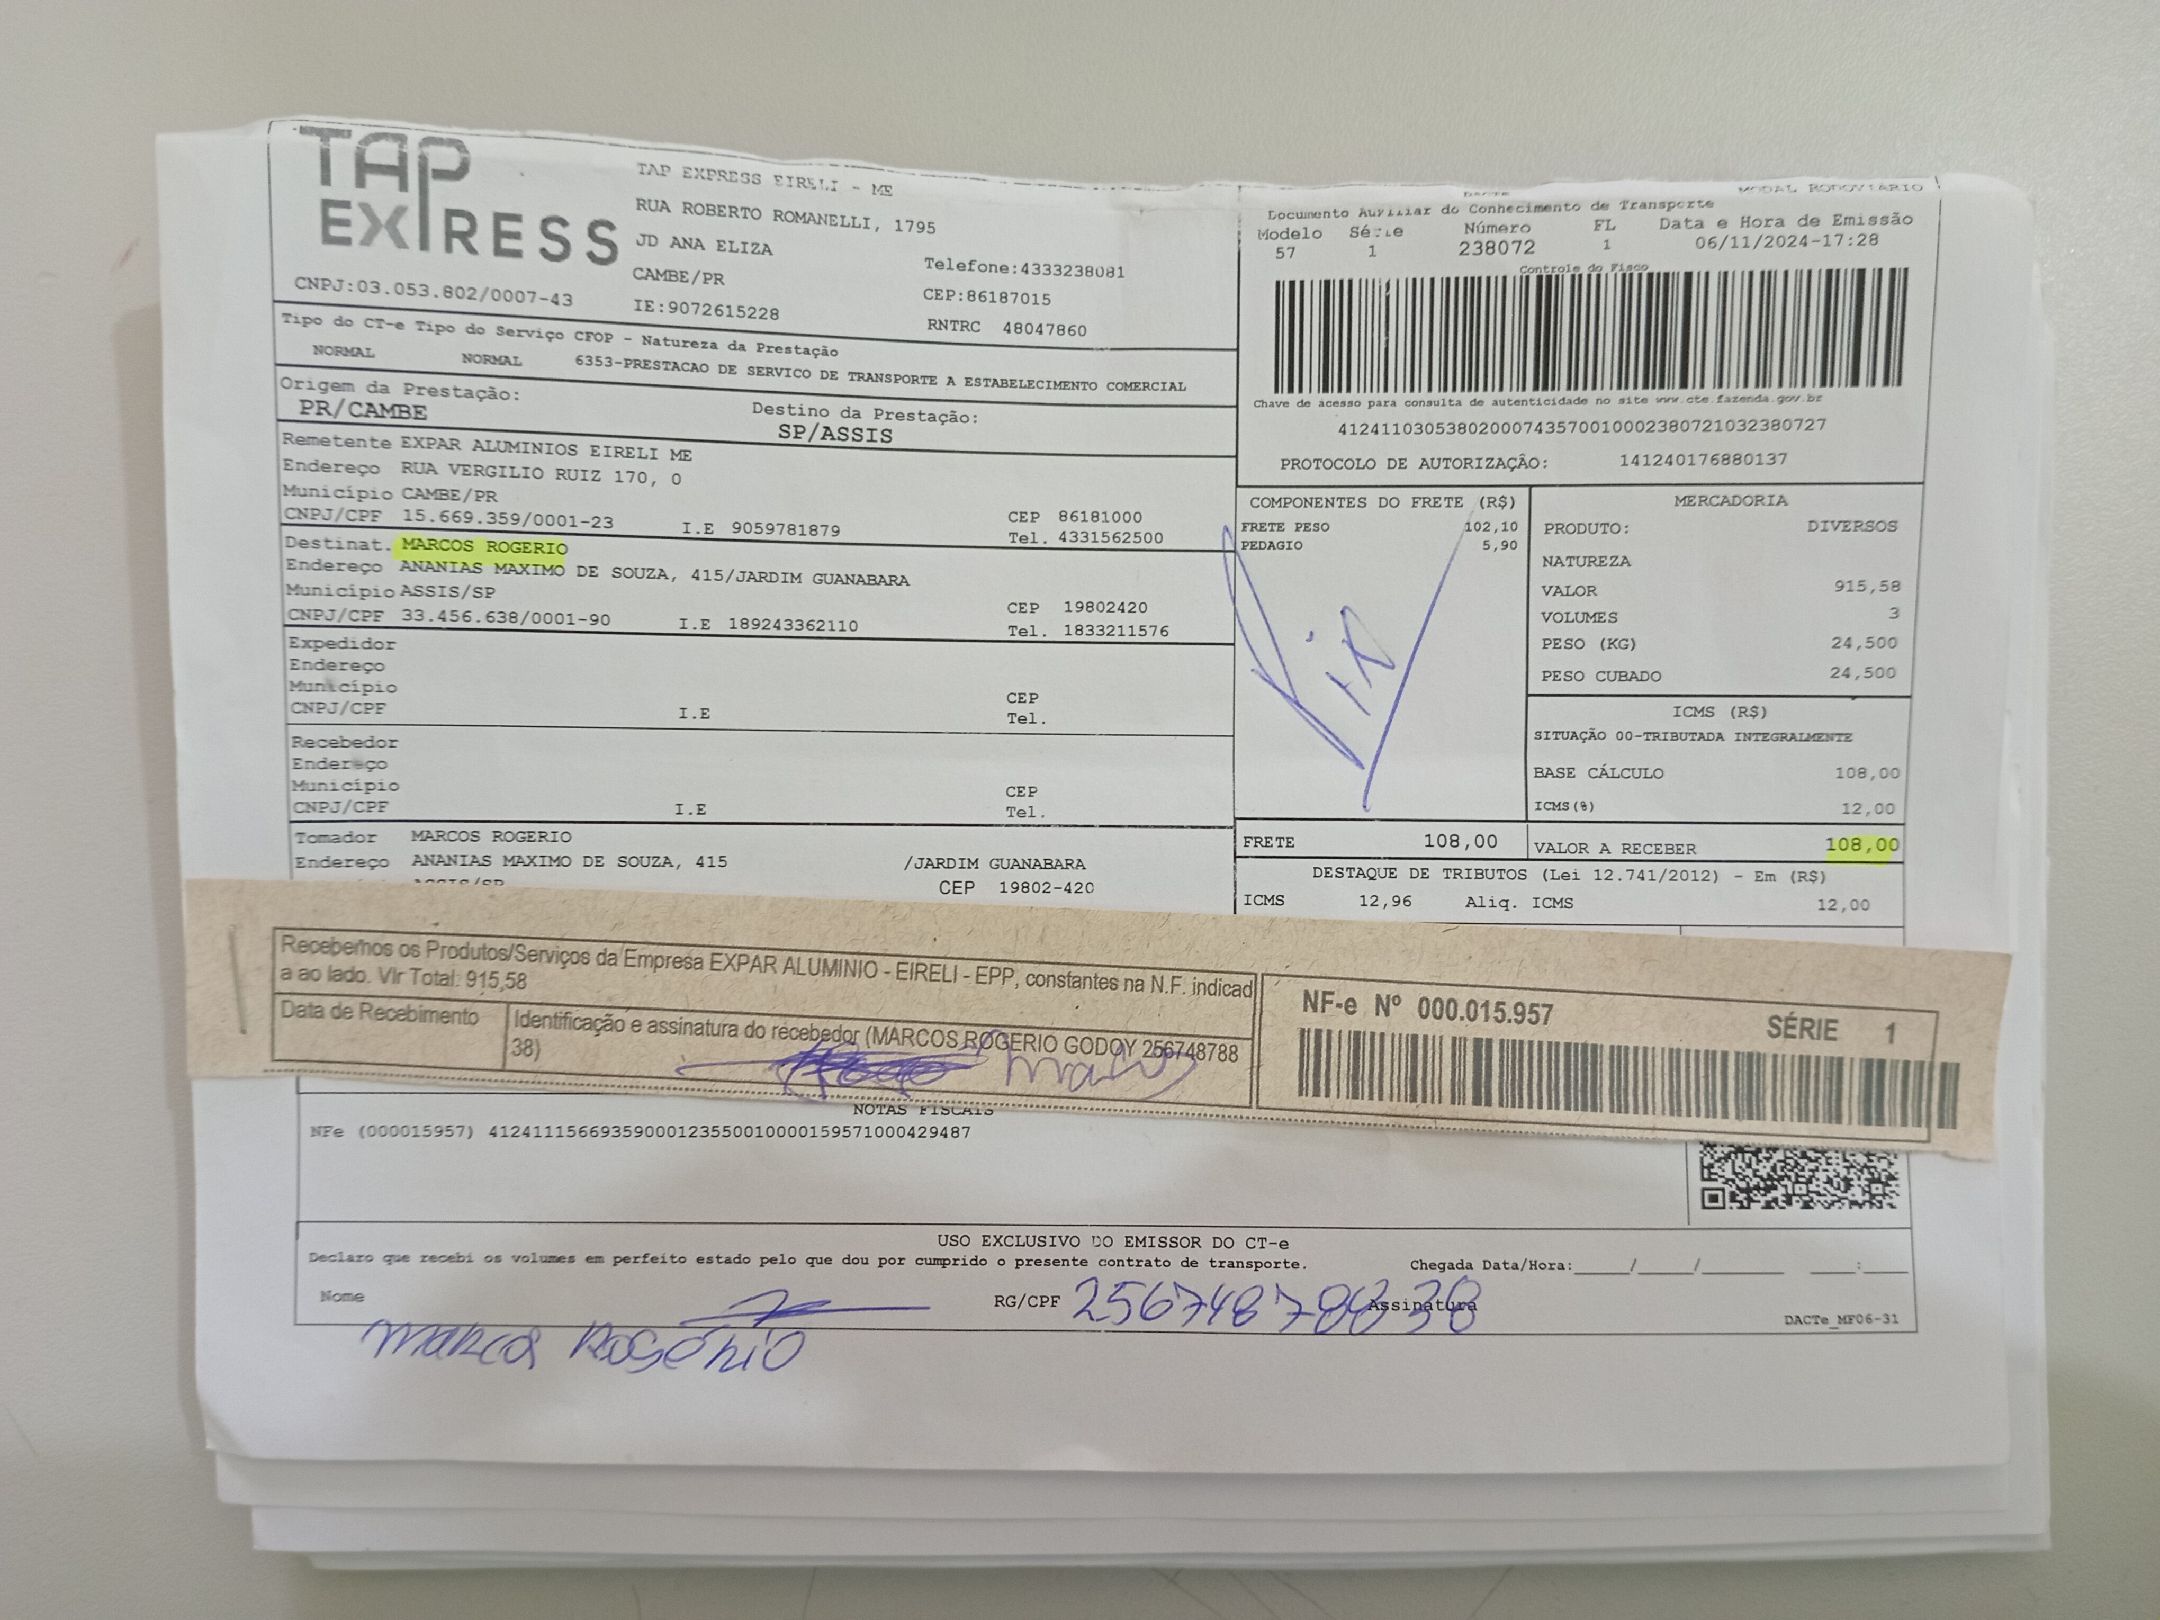 TAP
EXPRESS
CNPJ:03.053.802/0007-43
TAP EXPRESS EIRELI - ME
RUA ROBERTO ROMANELLI, 1795
JD ANA ELIZA
CAMBE/PR
IE:9072615228
Telefone:4333238081
CEP:86187015
RNTRC 48047860
MODAL RODOVIARIO
Documento Auxiliar do Conhecimento de Transporte
Modelo Série Número FL Data e Hora de Emissão
57 1 238072 1 06/11/2024-17:28
Controle do Fisco
Chave de acesso para consulta de autenticidade no site www.cte.fazenda.gov.br
41241103053802000743570010002380721032380727
PROTOCOLO DE AUTORIZAÇÃO: 141240176880137
Tipo do CT-e Tipo do Serviço CFOP - Natureza da Prestação
NORMAL NORMAL 6353-PRESTACAO DE SERVICO DE TRANSPORTE A ESTABELECIMENTO COMERCIAL
Origem da Prestação: Destino da Prestação:
PR/CAMBE SP/ASSIS
Remetente EXPAR ALUMINIOS EIRELI ME
Endereço RUA VERGILIO RUIZ 170, 0
Município CAMBE/PR CEP 86181000
CNPJ/CPF 15.669.359/0001-23 I.E 9059781879 Tel. 4331562500
Destinat. MARCOS ROGERIO
Endereço ANANIAS MAXIMO DE SOUZA, 415/JARDIM GUANABARA
Município ASSIS/SP CEP 19802420
CNPJ/CPF 33.456.638/0001-90 I.E 189243362110 Tel. 1833211576
Expedidor
Endereço
Município CEP
CNPJ/CPF I.E Tel.
Recebedor
Endereço
Município CEP
CNPJ/CPF I.E Tel.
Tomador MARCOS ROGERIO
Endereço ANANIAS MAXIMO DE SOUZA, 415 /JARDIM GUANABARA
ASSIS/SP CEP 19802-420
COMPONENTES DO FRETE (R$)
FRETE PESO 102,10
PEDAGIO 5,90
Pix
FRETE 108,00
MERCADORIA
PRODUTO: DIVERSOS
NATUREZA
VALOR 915,58
VOLUMES 3
PESO (KG) 24,500
PESO CUBADO 24,500
ICMS (R$)
SITUAÇÃO 00-TRIBUTADA INTEGRALMENTE
BASE CÁLCULO 108,00
ICMS(%) 12,00
VALOR A RECEBER 108,00
DESTAQUE DE TRIBUTOS (Lei 12.741/2012) - Em (R$)
ICMS 12,96 Aliq. ICMS 12,00
Recebemos os Produtos/Serviços da Empresa EXPAR ALUMINIO - EIRELI - EPP, constantes na N.F. indicad
a ao lado. Vlr Total: 915,58
Data de Recebimento
Identificação e assinatura do recebedor (MARCOS ROGERIO GODOY 256748788
38)
Marcos
NF-e Nº 000.015.957
SÉRIE 1
NOTAS FISCAIS
NFe (000015957) 41241115669359000123550010000159571000429487
USO EXCLUSIVO DO EMISSOR DO CT-e
Declaro que recebi os volumes em perfeito estado pelo que dou por cumprido o presente contrato de transporte. Chegada Data/Hora:____/____/______ ___:___
Nome RG/CPF 25674878838 Assinatura
DACTe_MF06-31
Marcos Rogério